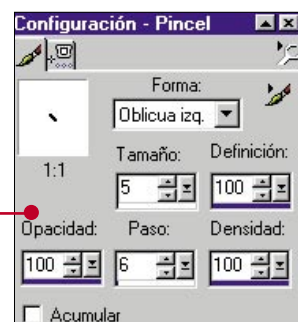 Configuración - Pincel
Forma:
Oblicua izq.
1:1
Tamaño: Definición:
5 100
Opacidad: Paso: Densidad:
100 6 100
Acumular